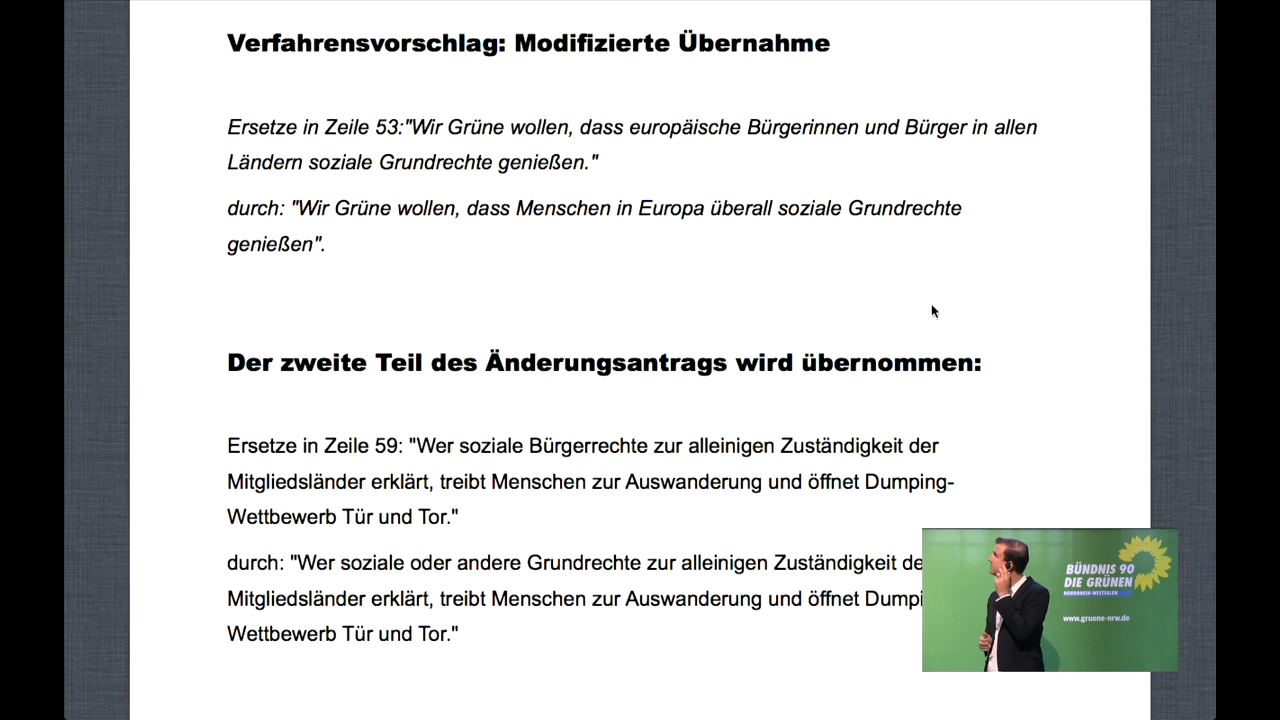 Verfahrensvorschlag: Modifizierte Übernahme
Ersetze in Zeile 53:"Wir Grüne wollen, dass europäische Bürgerinnen und Bürger in allen
Ländern soziale Grundrechte genießen."
durch: "Wir Grüne wollen, dass Menschen in Europa überall soziale Grundrechte
genießen".
Der zweite Teil des Änderungsantrags wird übernommen:
Ersetze in Zeile 59: "Wer soziale Bürgerrechte zur alleinigen Zuständigkeit der
Mitgliedsländer erklärt, treibt Menschen zur Auswanderung und öffnet Dumping-
Wettbewerb Tür und Tor."
durch: "Wer soziale oder andere Grundrechte zur alleinigen Zuständigkeit
Mitgliedsländer erklärt, treibt Menschen zur Auswanderung und öffnet
Wettbewerb Tür und Tor."
BÜNDNIS 90
DIE GRÜNEN
NORDRHEIN-WESTFALEN
www.gruene-nrw.de